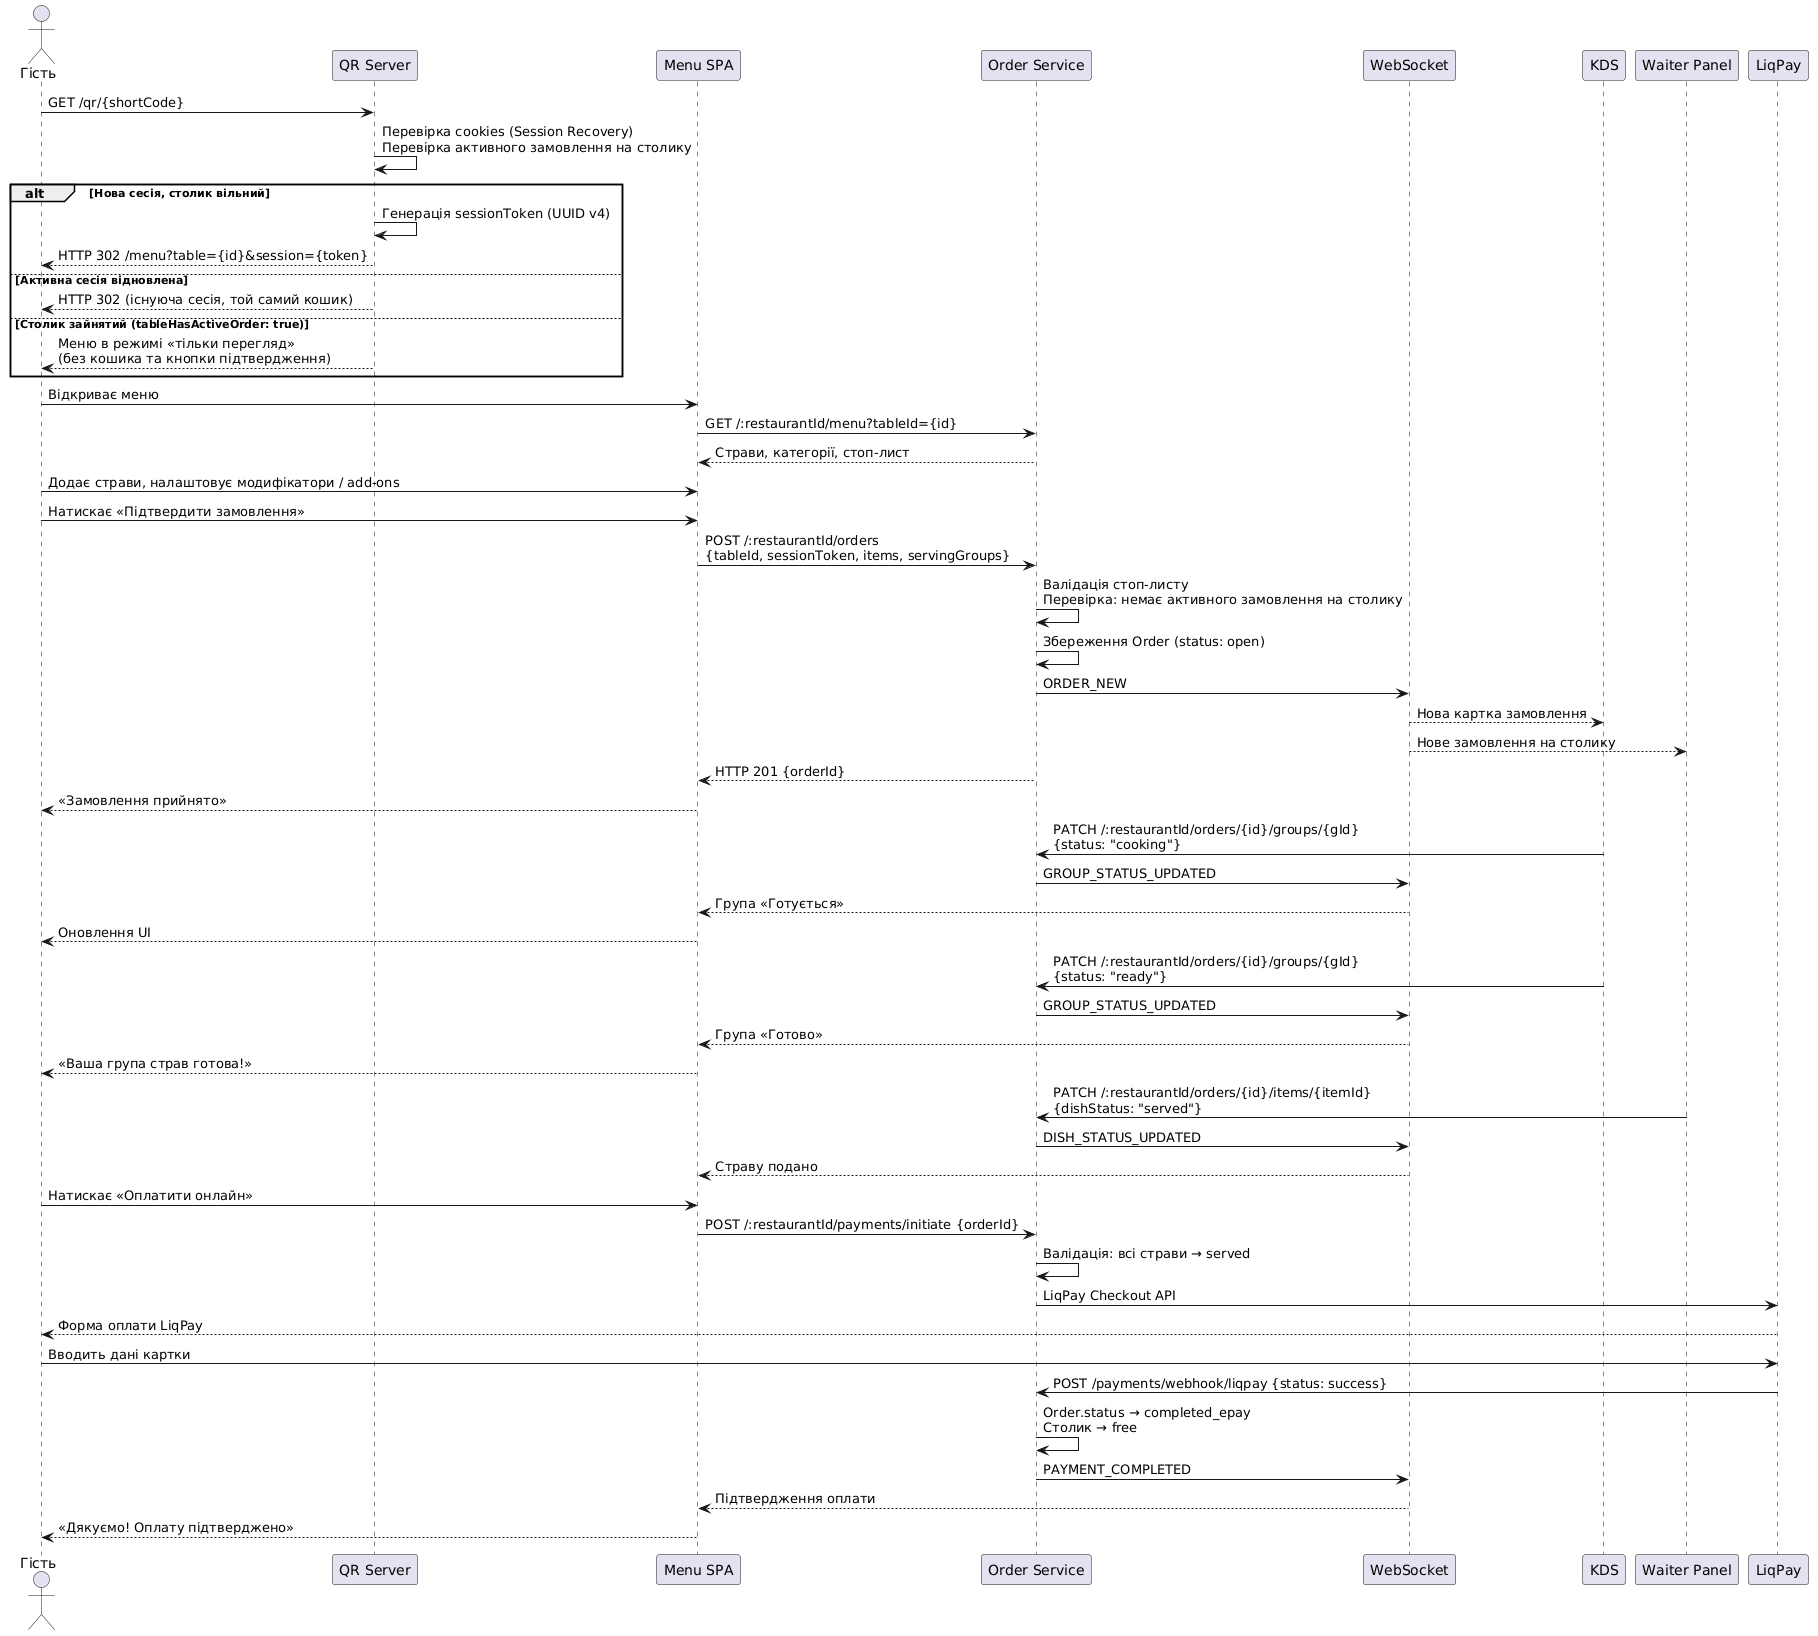 Гість
QR Server
Menu SPA
Order Service
WebSocket
KDS
Waiter Panel
LiqPay
GET /qr/{shortCode}
Перевірка cookies (Session Recovery)
Перевірка активного замовлення на столику
alt
[Нова сесія, столик вільний]
Генерація sessionToken (UUID v4)
HTTP 302 /menu?table={id}&session={token}
[Активна сесія відновлена]
HTTP 302 (існуюча сесія, той самий кошик)
[Столик зайнятий (tableHasActiveOrder: true)]
Меню в режимі «тільки перегляд»
(без кошика та кнопки підтвердження)
Відкриває меню
GET /:restaurantId/menu?tableId={id}
Страви, категорії, стоп-лист
Додає страви, налаштовує модифікатори / add-ons
Натискає «Підтвердити замовлення»
POST /:restaurantId/orders
{tableId, sessionToken, items, servingGroups}
Валідація стоп-листу
Перевірка: немає активного замовлення на столику
Збереження Order (status: open)
ORDER_NEW
Нова картка замовлення
Нове замовлення на столику
HTTP 201 {orderId}
«Замовлення прийнято»
PATCH /:restaurantId/orders/{id}/groups/{gId}
{status: "cooking"}
GROUP_STATUS_UPDATED
Група «Готується»
Оновлення UI
PATCH /:restaurantId/orders/{id}/groups/{gId}
{status: "ready"}
GROUP_STATUS_UPDATED
Група «Готово»
«Ваша група страв готова!»
PATCH /:restaurantId/orders/{id}/items/{itemId}
{dishStatus: "served"}
DISH_STATUS_UPDATED
Страву подано
Натискає «Оплатити онлайн»
POST /:restaurantId/payments/initiate {orderId}
Валідація: всі страви → served
LiqPay Checkout API
Форма оплати LiqPay
Вводить дані картки
POST /payments/webhook/liqpay {status: success}
Order.status → completed_epay
Столик → free
PAYMENT_COMPLETED
Підтвердження оплати
«Дякуємо! Оплату підтверджено»
Гість
QR Server
Menu SPA
Order Service
WebSocket
KDS
Waiter Panel
LiqPay